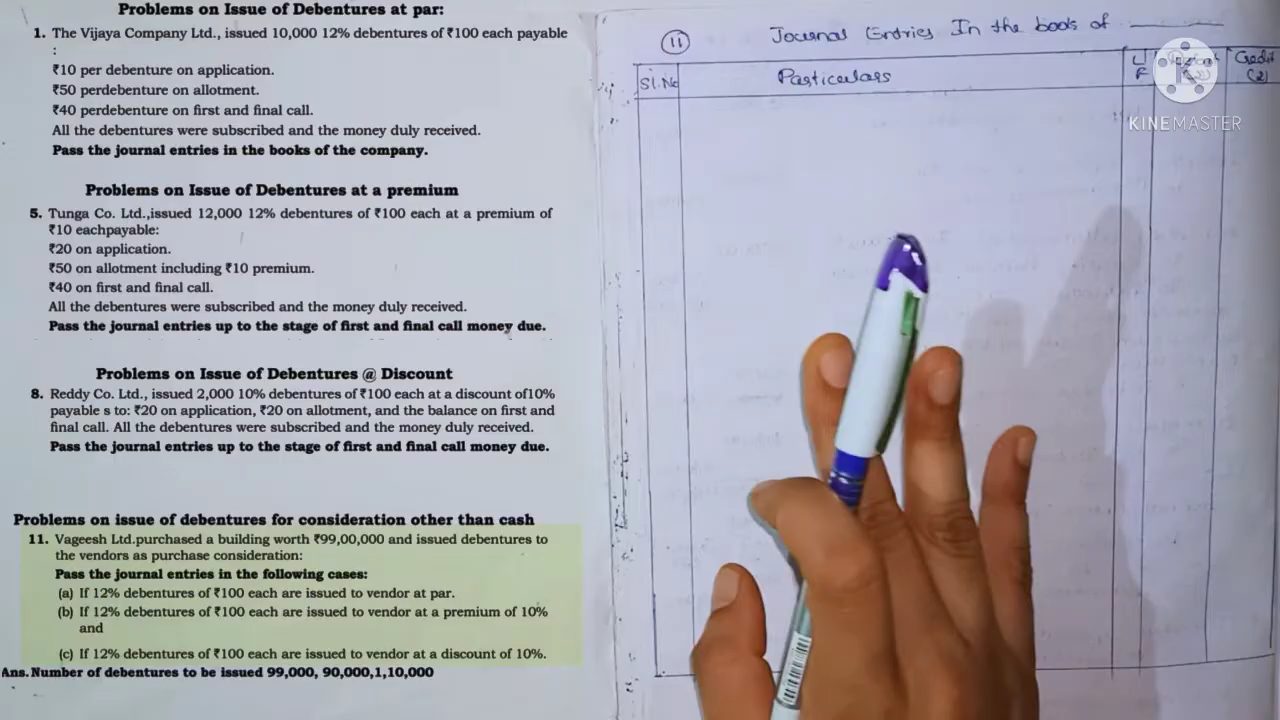 Problems on Issue of Debentures at par:
1. The Vijaya Company Ltd., issued 10,000 12% debentures of ₹100 each payable
:
₹10 per debenture on application.
₹50 perdebenture on allotment.
₹40 perdebenture on first and final call.
All the debentures were subscribed and the money duly received.
Pass the journal entries in the books of the company.
Problems on Issue of Debentures at a premium
5. Tunga Co. Ltd.,issued 12,000 12% debentures of ₹100 each at a premium of
₹10 eachpayable:
₹20 on application.
₹50 on allotment including ₹10 premium.
₹40 on first and final call.
All the debentures were subscribed and the money duly received.
Pass the journal entries up to the stage of first and final call money due.
Problems on Issue of Debentures @ Discount
8. Reddy Co. Ltd., issued 2,000 10% debentures of ₹100 each at a discount of10%
payable s to: ₹20 on application, ₹20 on allotment, and the balance on first and
final call. All the debentures were subscribed and the money duly received.
Pass the journal entries up to the stage of first and final call money due.
Problems on issue of debentures for consideration other than cash
11. Vageesh Ltd.purchased a building worth ₹99,00,000 and issued debentures to
the vendors as purchase consideration:
Pass the journal entries in the following cases:
(a) If 12% debentures of ₹100 each are issued to vendor at par.
(b) If 12% debentures of ₹100 each are issued to vendor at a premium of 10%
and
(c) If 12% debentures of ₹100 each are issued to vendor at a discount of 10%.
Ans. Number of debentures to be issued 99,000, 90,000,1,10,000
11 Journal Entries In the books of
Sl.No Particulars L F Credit (₹)
K
KINEMASTER